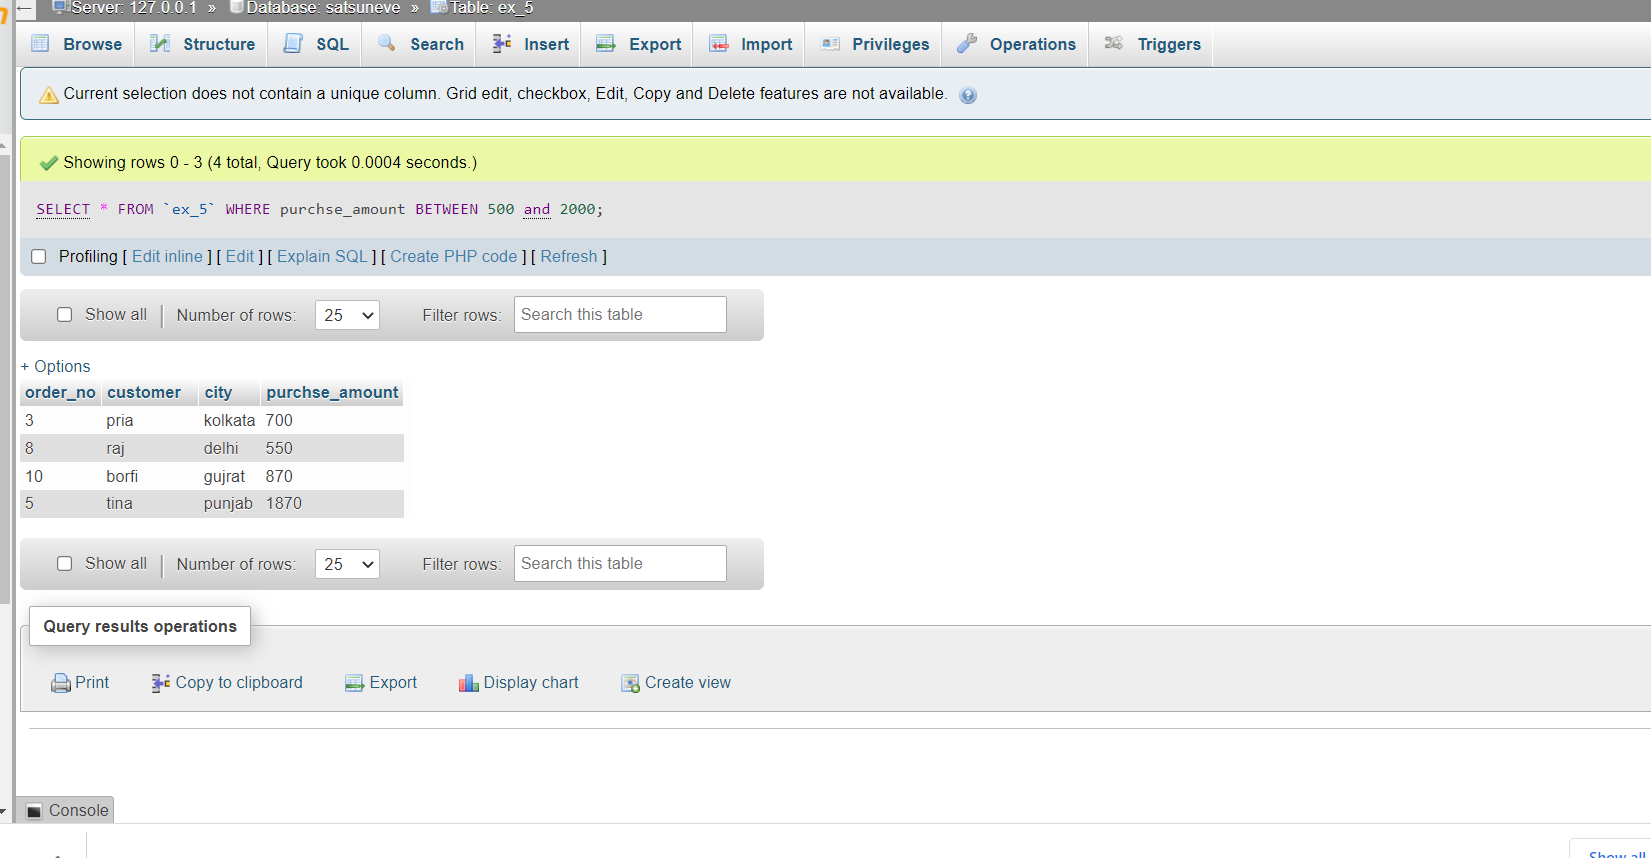 Server: 127.0.0.1 » Database: satsuneve » Table: ex_5
Browse Structure SQL Search Insert Export Import Privileges Operations Triggers
Current selection does not contain a unique column. Grid edit, checkbox, Edit, Copy and Delete features are not available.
Showing rows 0 - 3 (4 total, Query took 0.0004 seconds.)
SELECT * FROM `ex_5` WHERE purchse_amount BETWEEN 500 and 2000;
Profiling [ Edit inline ] [ Edit ] [ Explain SQL ] [ Create PHP code ] [ Refresh ]
Show all | Number of rows: 25 Filter rows: Search this table
+ Options
order_no customer city purchse_amount
3 pria kolkata 700
8 raj delhi 550
10 borfi gujrat 870
5 tina punjab 1870
Show all | Number of rows: 25 Filter rows: Search this table
Query results operations
Print Copy to clipboard Export Display chart Create view
Console
Show all